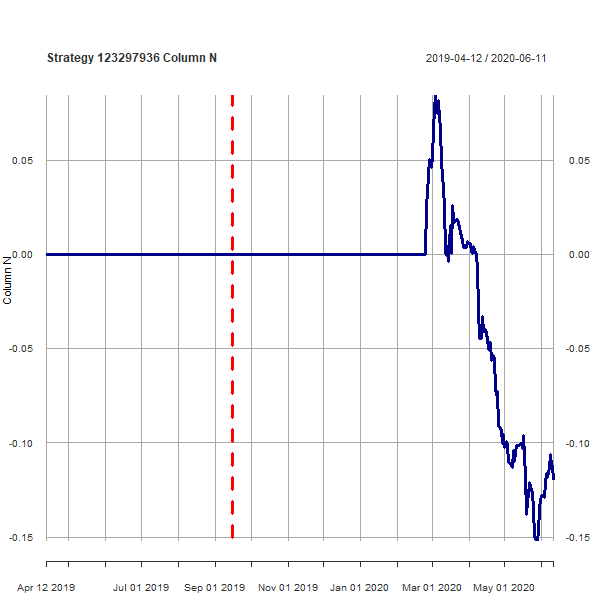 Strategy 123297936 Column N
2019-04-12 / 2020-06-11
0.05
0.05
0.00
0.00
Column N
-0.05
-0.05
-0.10
-0.10
-0.15
-0.15
Apr 12 2019
Jul 01 2019
Sep 01 2019
Nov 01 2019
Jan 01 2020
Mar 01 2020
May 01 2020